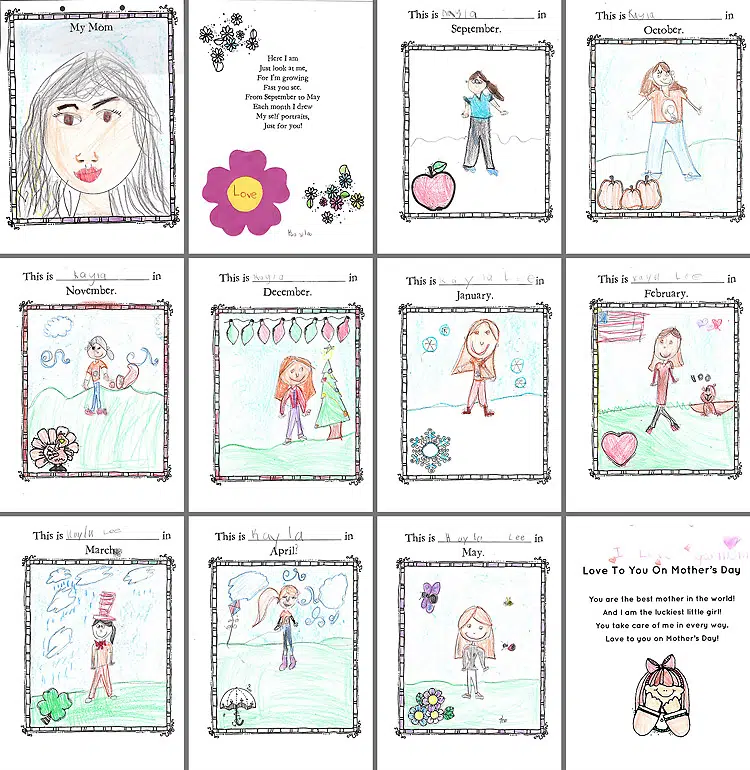 My Mom
Here I am
Just look at me,
For I'm growing
Fast you see.
From September to May
Each month I drew
My self portraits,
Just for you!
Love
This is Kayla in
September.
This is Kayla in
October.
This is Kayla in
November.
This is Kayla in
December.
This is Kayla Lee in
January.
This is Kayla Lee in
February.
This is Kayla Lee in
March.
This is Kayla in
April.
This is Kayla Lee in
May.
I Love
Love To You On Mother's Day
You are the best mother in the world!
And I am the luckiest little girl!
You take care of me in every way.
Love to you on Mother's Day!